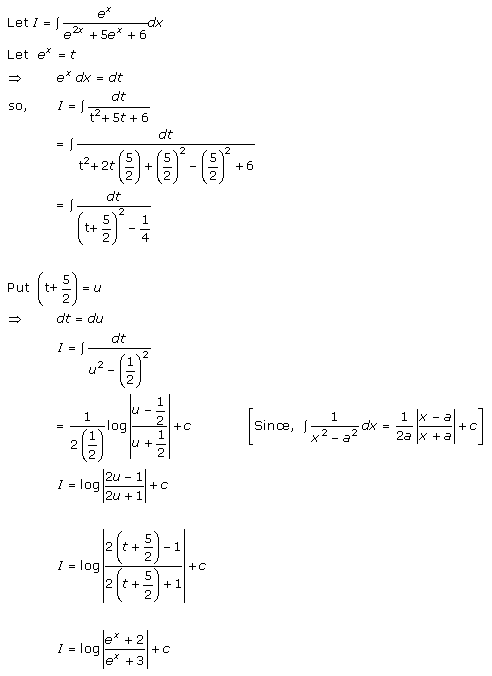 Let I = ∫ e^x / (e^{2x} + 5e^x + 6) dx
Let e^x = t
⇒ e^x dx = dt
so, I = ∫ dt / (t^2 + 5t + 6)
= ∫ dt / (t^2 + 2t (5/2) + (5/2)^2 − (5/2)^2 + 6)
= ∫ dt / ((t + 5/2)^2 − 1/4)
Put (t + 5/2) = u
⇒ dt = du
I = ∫ dt / (u^2 − (1/2)^2)
= 1 / (2 (1/2)) log |(u − 1/2) / (u + 1/2)| + c [Since, ∫ 1 / (x^2 − a^2) dx = 1/(2a) |(x − a) / (x + a)| + c]
I = log |(2u − 1) / (2u + 1)| + c
I = log |(2 (t + 5/2) − 1) / (2 (t + 5/2) + 1)| + c
I = log |(e^x + 2) / (e^x + 3)| + c